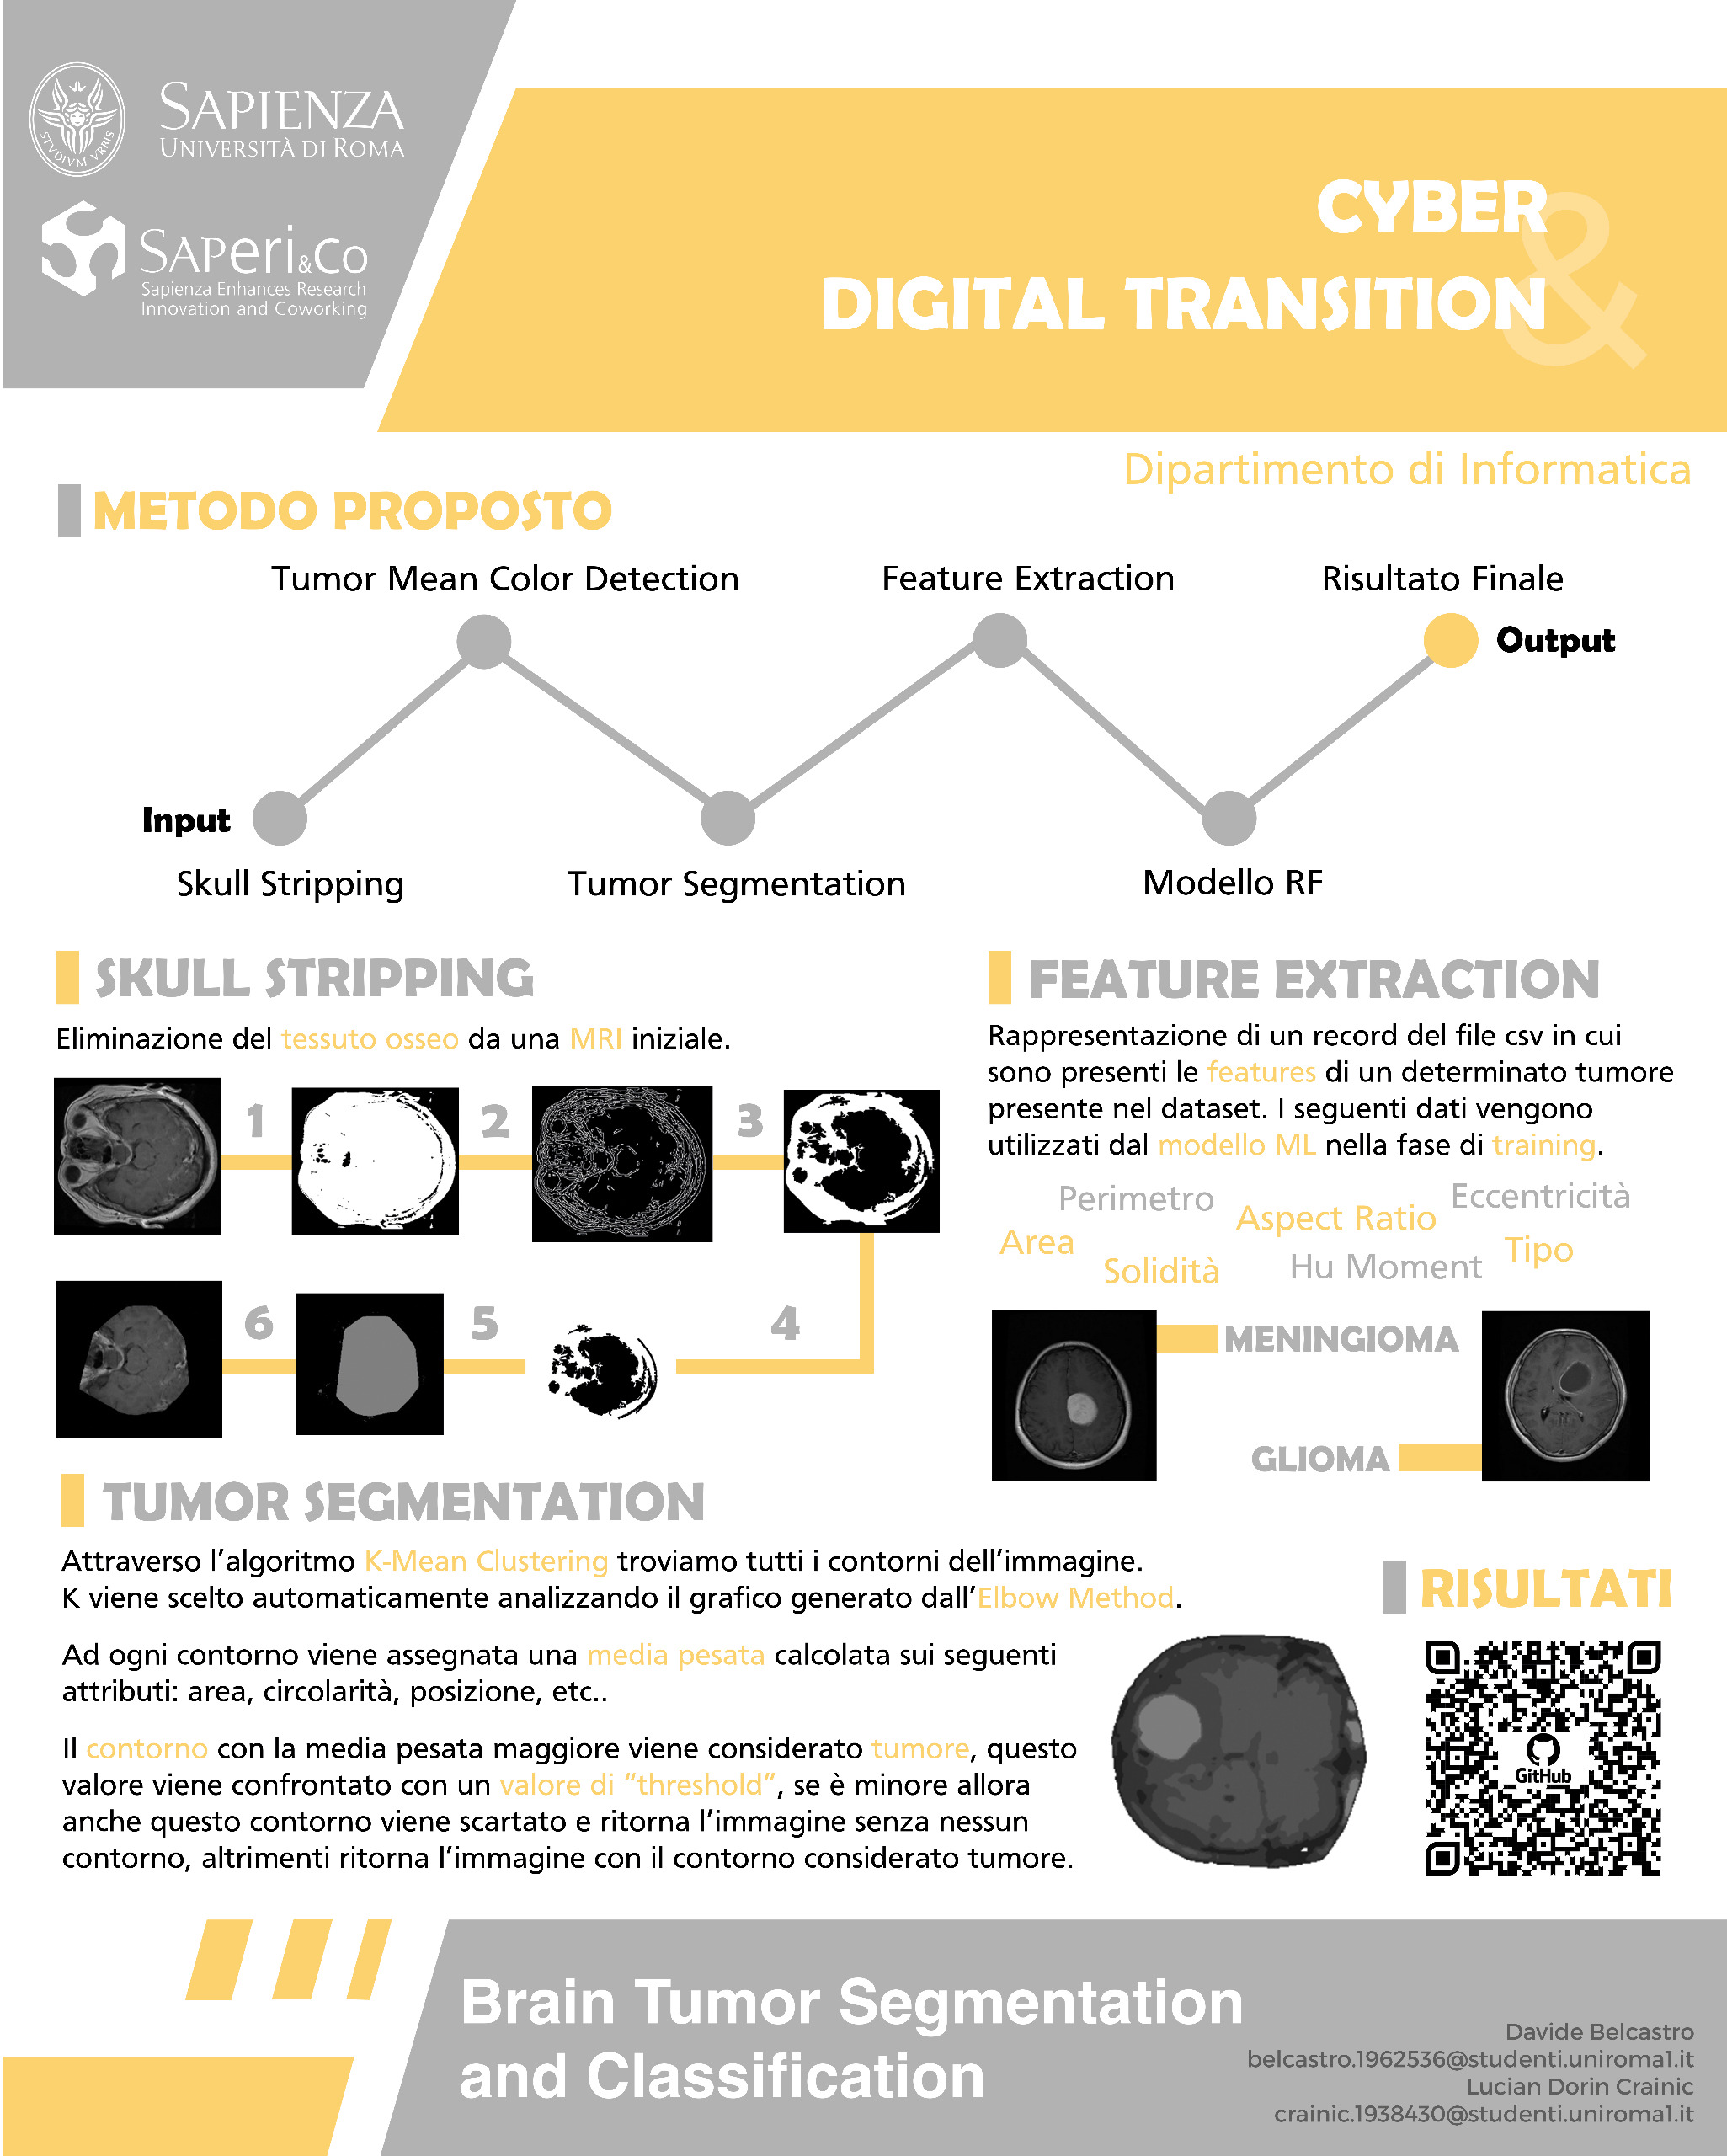 SAPIENZA
UNIVERSITÀ DI ROMA
STVDIVM VRBIS
SAPeri&Co
Sapienza Enhances Research
Innovation and Coworking
CYBER
&
DIGITAL TRANSITION
Dipartimento di Informatica
METODO PROPOSTO
Tumor Mean Color Detection
Feature Extraction
Risultato Finale
Output
Input
Skull Stripping
Tumor Segmentation
Modello RF
SKULL STRIPPING
Eliminazione del tessuto osseo da una MRI iniziale.
1
2
3
4
5
6
FEATURE EXTRACTION
Rappresentazione di un record del file csv in cui
sono presenti le features di un determinato tumore
presente nel dataset. I seguenti dati vengono
utilizzati dal modello ML nella fase di training.
Perimetro
Eccentricità
Aspect Ratio
Area
Tipo
Solidità
Hu Moment
MENINGIOMA
GLIOMA
TUMOR SEGMENTATION
Attraverso l'algoritmo K-Mean Clustering troviamo tutti i contorni dell'immagine.
K viene scelto automaticamente analizzando il grafico generato dall'Elbow Method.
Ad ogni contorno viene assegnata una media pesata calcolata sui seguenti
attributi: area, circolarità, posizione, etc..
Il contorno con la media pesata maggiore viene considerato tumore, questo
valore viene confrontato con un valore di “threshold”, se è minore allora
anche questo contorno viene scartato e ritorna l'immagine senza nessun
contorno, altrimenti ritorna l'immagine con il contorno considerato tumore.
RISULTATI
GitHub
Brain Tumor Segmentation
and Classification
Davide Belcastro
belcastro.1962536@studenti.uniroma1.it
Lucian Dorin Crainic
crainic.1938430@studenti.uniroma1.it